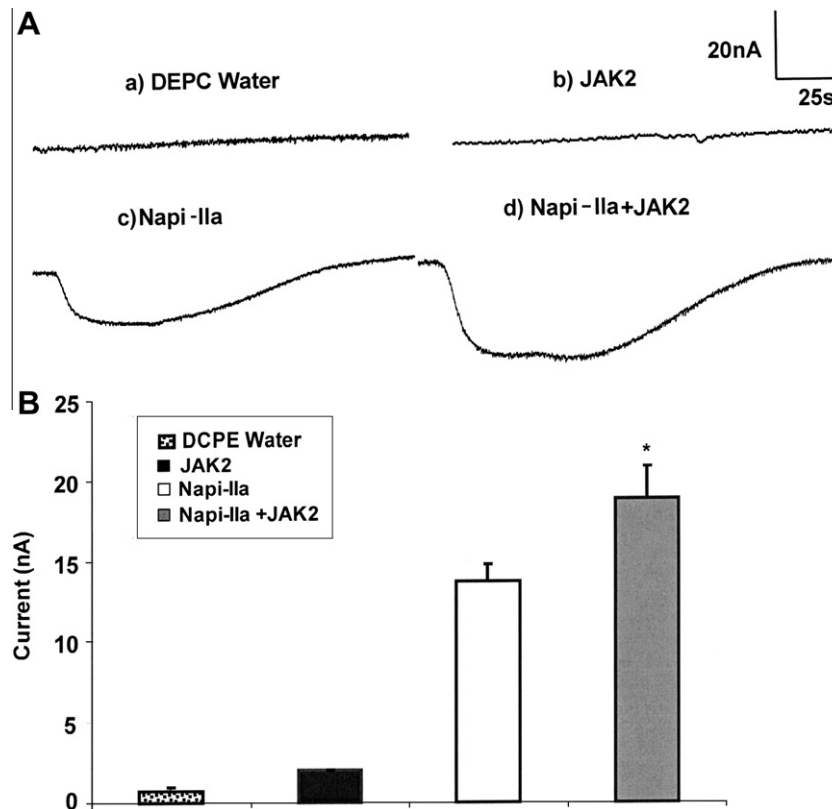 A
20nA
25s
a) DEPC Water
b) JAK2
c)Napi-IIa
d) Napi-IIa+JAK2
B
25
20
15
10
5
0
Current (nA)
DCPE Water
JAK2
Napi-IIa
Napi-IIa +JAK2
*